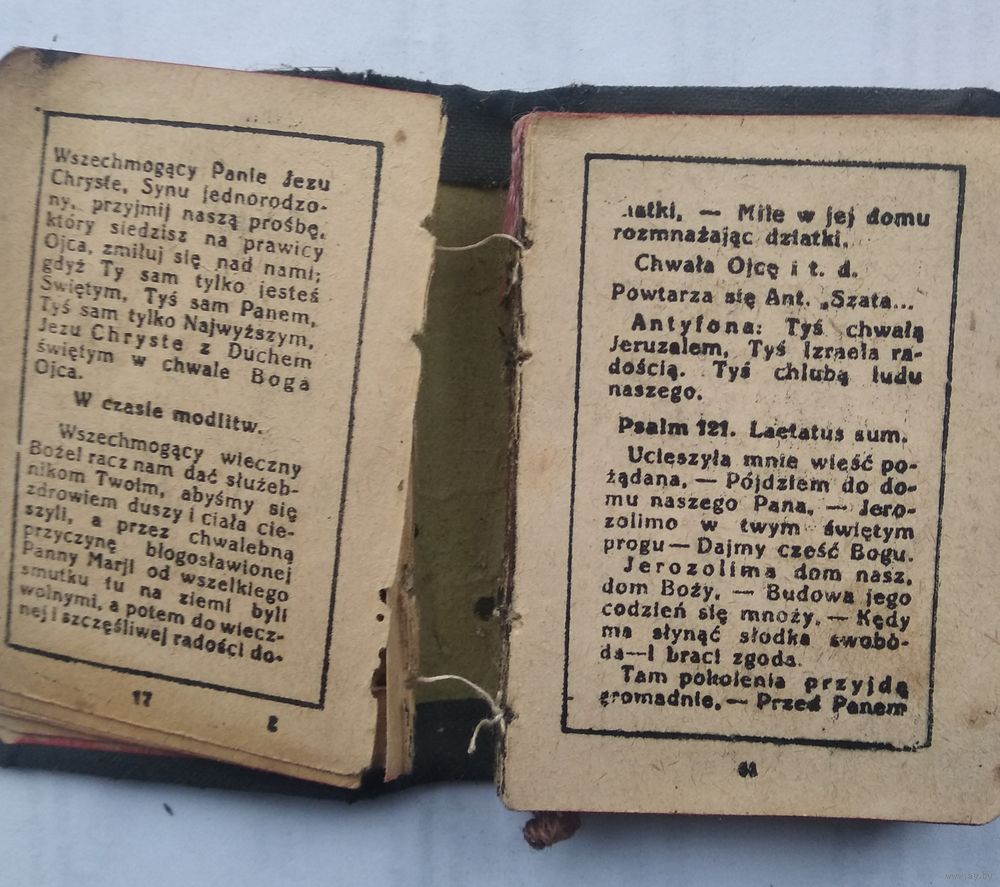 Wszechmogący Panie Jezu
Chryste, Synu jednorodzo-
ny, przyjmij naszą prośbę,
który siedzisz na prawicy
Ojca, zmiłuj się nad nami;
gdyż Ty sam tylko jesteś
Świętym, Tyś sam Panem,
Tyś sam tylko Najwyższym,
Jezu Chryste z Duchem
świętym w chwale Boga
Ojca.
W czasie modlitw.
Wszechmogący wieczny
Boże! racz nam dać służeb-
nikom Twoim, abyśmy się
zdrowiem duszy i ciała cie-
szyli, a przez chwalebną
przyczynę błogosławionej
Panny Marji od wszelkiego
smutku tu na ziemi byli
wolnymi, a potem do wiecz-
nej i szczęśliwej radości do-
17
2
— Miłe w jej domu
rozmnażając dziatki.
Chwała Ojcę i t. d.
Powtarza się Ant. „Szata...
Antyfona: Tyś chwałą
Jeruzalem, Tyś Izraela ra-
dością. Tyś chlubą ludu
naszego.
Psalm 121. Laetatus sum.
Ucieszyła mnie wieść po-
żądana, — Pójdziem do do-
mu naszego Pana. — Jero-
zolimo w twym świętym
progu — Dajmy cześć Bogu.
Jerozolima dom nasz,
dom Boży. — Budowa jego
codzień się mnoży. — Kędy
ma słynąć słodka swobo-
da—I braci zgoda.
Tam pokolenia przyjdą
gromadnie. — Przed Panem
www.ay.by